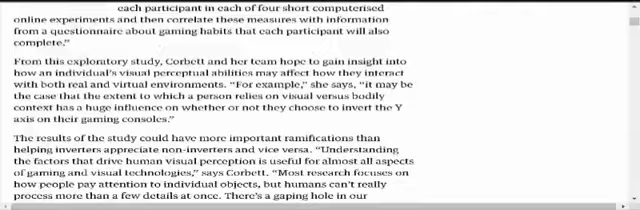 each participant in each of four short computerised
online experiments and then correlate these measures with information
from a questionnaire about gaming habits that each participant will also
complete."
From this exploratory study, Corbett and her team hope to gain insight into
how an individual's visual perceptual abilities may affect how they interact
with both real and virtual environments. "For example," she says, "it may be
the case that the extent to which a person relies on visual versus bodily
context has a huge influence on whether or not they choose to invert the Y
axis on their gaming consoles."
The results of the study could have more important ramifications than
helping inverters appreciate non-inverters and vice versa. "Understanding
the factors that drive human visual perception is useful for almost all aspects
of gaming and visual technologies," says Corbett. "Most research focuses on
how people pay attention to individual objects, but humans can't really
process more than a few details at once. There's a gaping hole in our